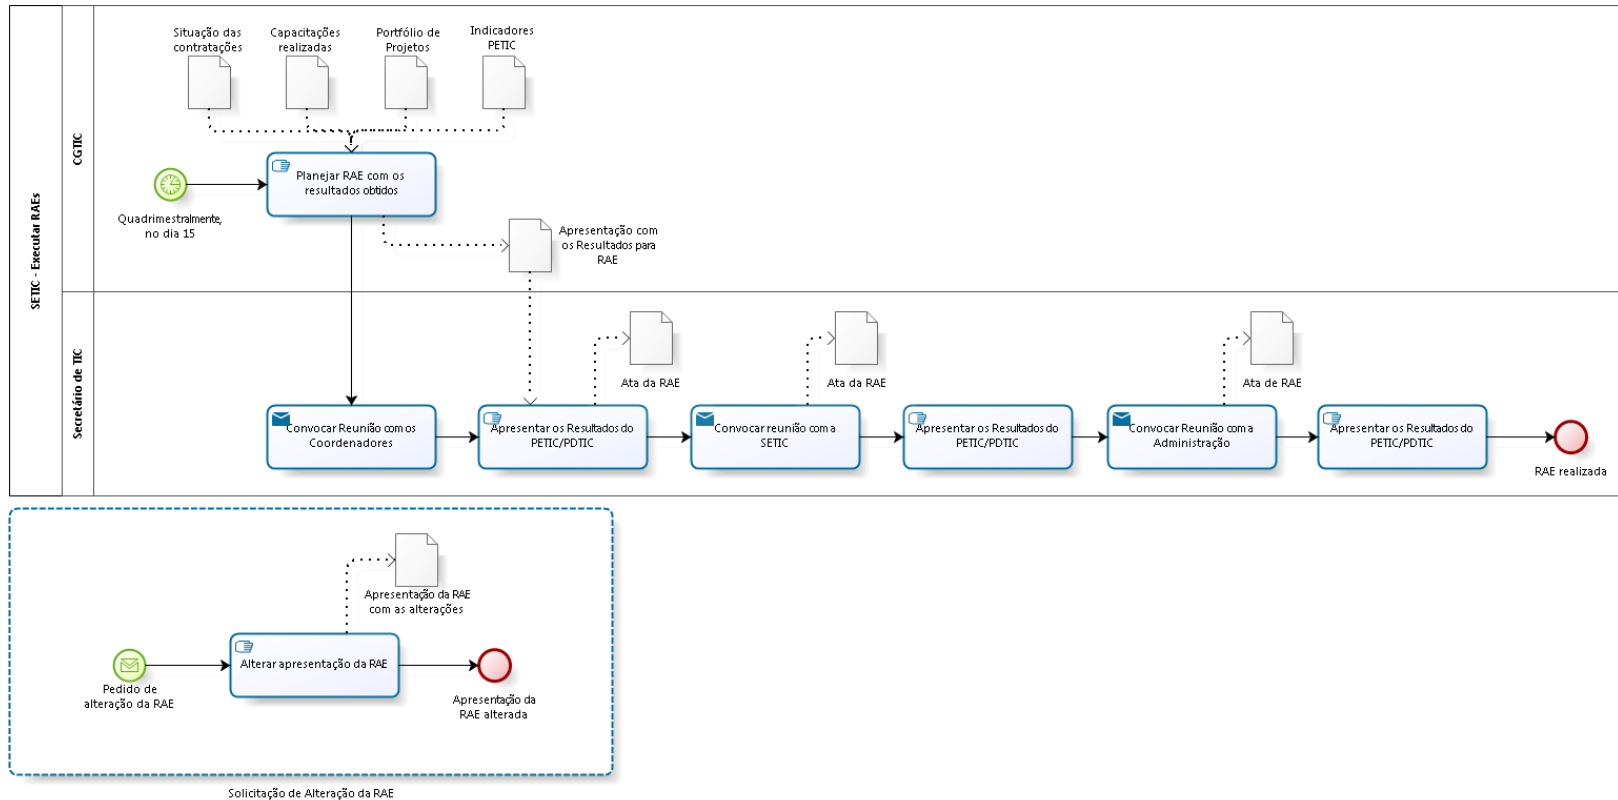 SETIC - Executar RAEs
CGTIC
Situação das
contratações
Capacitações
realizadas
Portfólio de
Projetos
Indicadores
PETIC
Planejar RAE com os
resultados obtidos
Quadrimestralmente,
no dia 15
Apresentação com
os Resultados para
RAE
Secretário de TIC
Ata da RAE
Ata da RAE
Ata de RAE
Convocar Reunião com os
Coordenadores
Apresentar os Resultados do
PETIC/PDTIC
Convocar reunião com a
SETIC
Apresentar os Resultados do
PETIC/PDTIC
Convocar Reunião com a
Administração
Apresentar os Resultados do
PETIC/PDTIC
RAE realizada
Apresentação da RAE
com as alterações
Alterar apresentação da RAE
Pedido de
alteração da RAE
Apresentação da
RAE alterada
Solicitação de Alteração da RAE